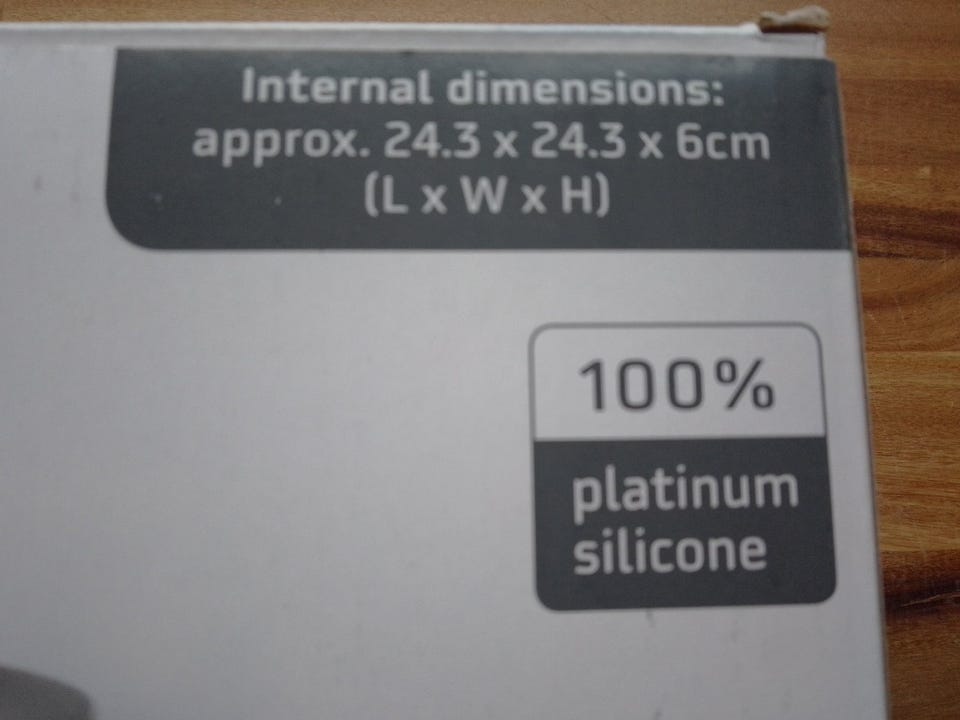 Internal dimensions:
approx. 24.3 x 24.3 x 6cm
(L x W x H)
100%
platinum
silicone